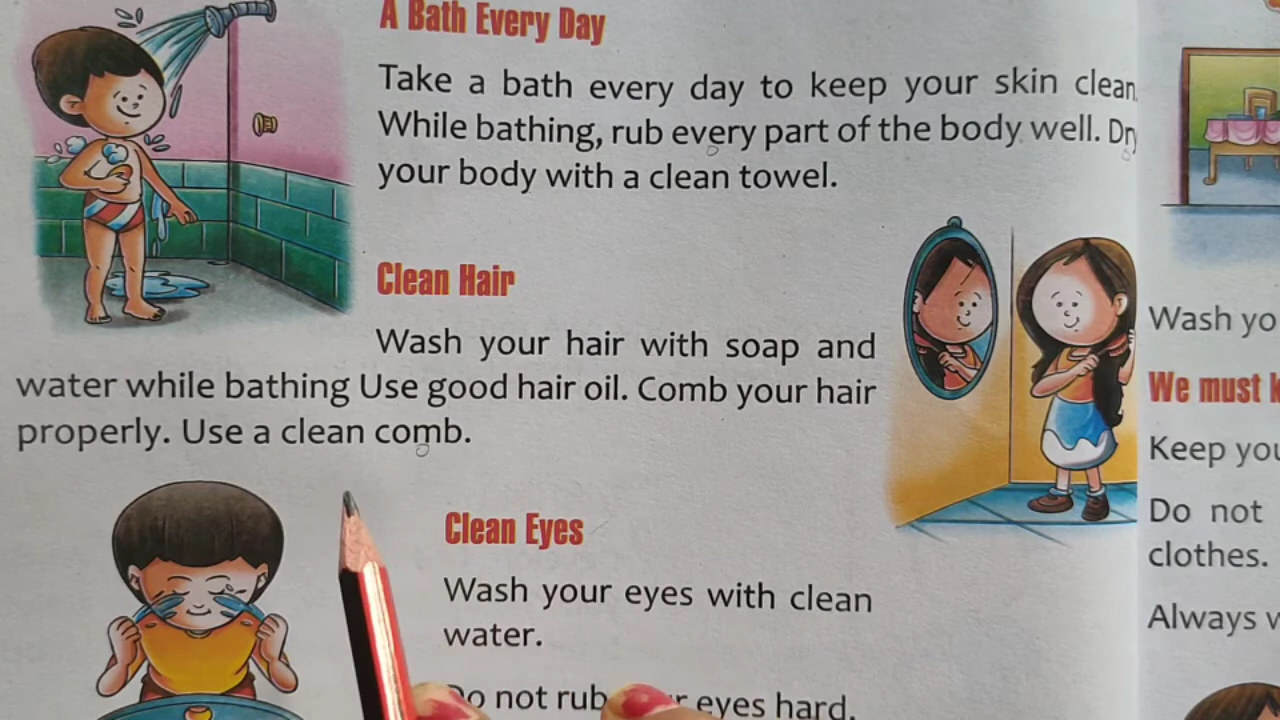 A Bath Every Day
Take a bath every day to keep your skin clean
While bathing, rub every part of the body well. Dry
your body with a clean towel.
Clean Hair
Wash your hair with soap and
water while bathing Use good hair oil. Comb your hair
properly. Use a clean comb.
Clean Eyes
Wash your eyes with clean
water.
Do not rub eyes hard.
Wash
We must
Keep
Do not
clothes.
Always